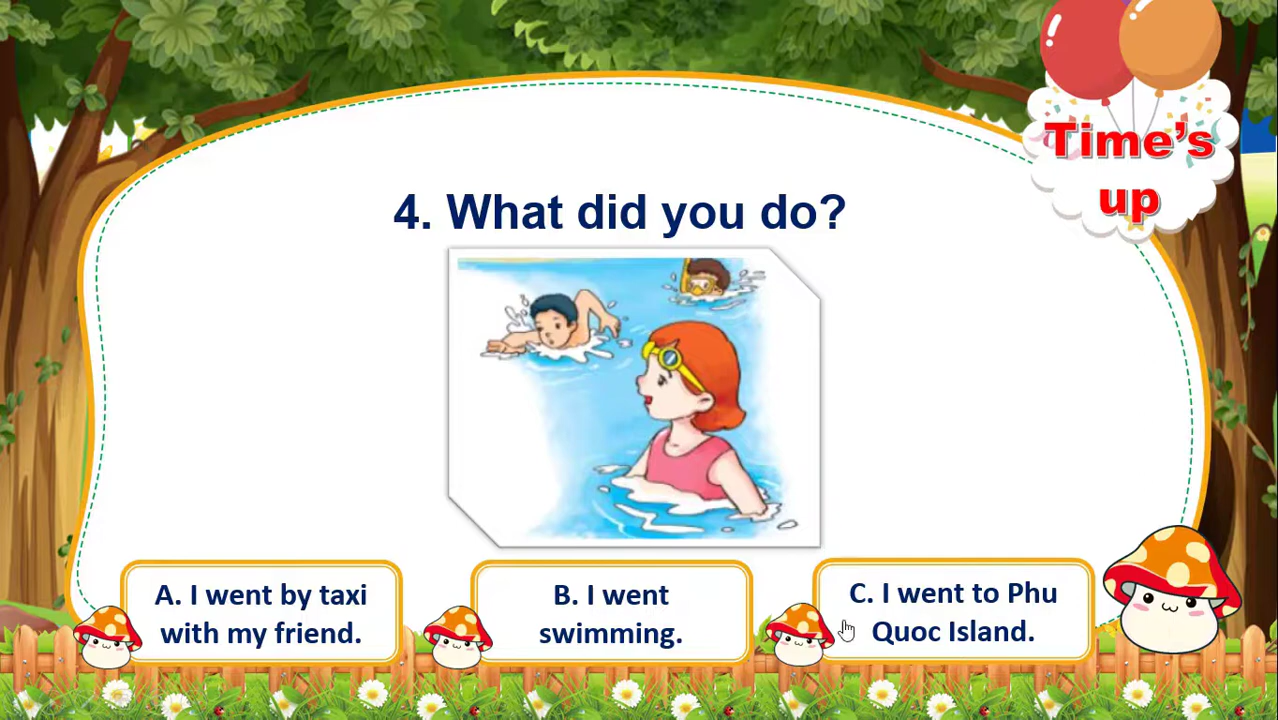 Time's
up
4. What did you do?
A. I went by taxi
with my friend.
B. I went
swimming.
C. I went to Phu
Quoc Island.